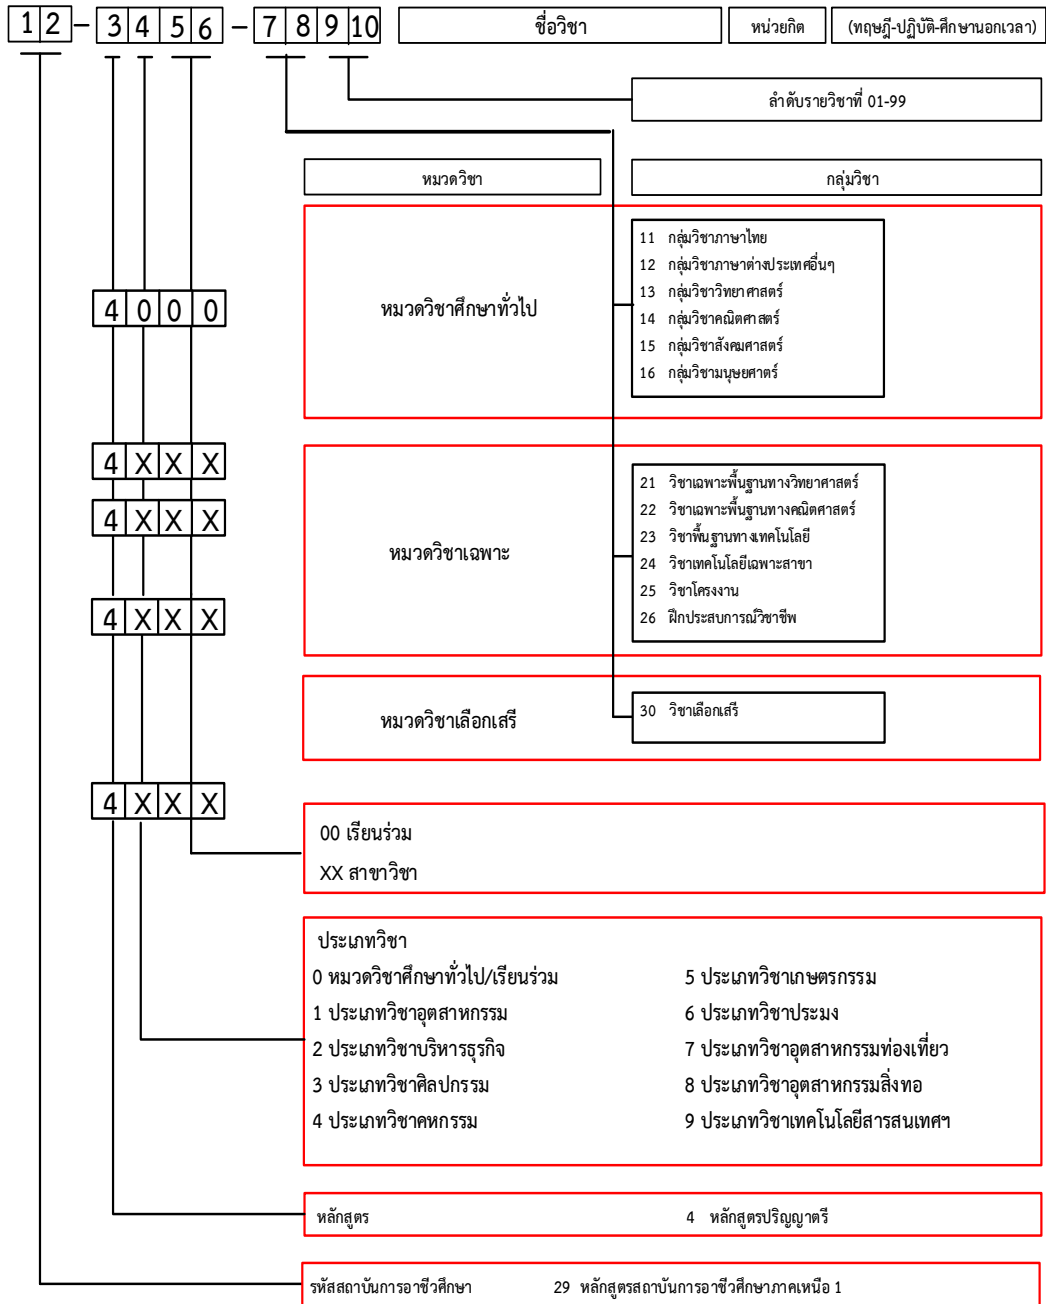 12-3456-78910 ชื่อวิชา หน่วยกิต (ทฤษฎี-ปฏิบัติ-ศึกษานอกเวลา)
ลำดับรายวิชาที่ 01-99
หมวดวิชา กลุ่มวิชา
หมวดวิชาศึกษาทั่วไป
11 กลุ่มวิชาภาษาไทย
12 กลุ่มวิชาภาษาต่างประเทศอื่นๆ
13 กลุ่มวิชาวิทยาศาสตร์
14 กลุ่มวิชาคณิตศาสตร์
15 กลุ่มวิชาสังคมศาสตร์
16 กลุ่มวิชามนุษยศาตร์
4000
4XXX
4XXX
4XXX
หมวดวิชาเฉพาะ
21 วิชาเฉพาะพื้นฐานทางวิทยาศาสตร์
22 วิชาเฉพาะพื้นฐานทางคณิตศาสตร์
23 วิชาพื้นฐานทางเทคโนโลยี
24 วิชาเทคโนโลยีเฉพาะสาขา
25 วิชาโครงงาน
26 ฝึกประสบการณ์วิชาชีพ
หมวดวิชาเลือกเสรี
30 วิชาเลือกเสรี
4XXX
00 เรียนร่วม
XX สาขาวิชา
ประเภทวิชา
0 หมวดวิชาศึกษาทั่วไป/เรียนร่วม 5 ประเภทวิชาเกษตรกรรม
1 ประเภทวิชาอุตสาหกรรม 6 ประเภทวิชาประมง
2 ประเภทวิชาบริหารธุรกิจ 7 ประเภทวิชาอุตสาหกรรมท่องเที่ยว
3 ประเภทวิชาศิลปกรรม 8 ประเภทวิชาอุตสาหกรรมสิ่งทอ
4 ประเภทวิชาคหกรรม 9 ประเภทวิชาเทคโนโลยีสารสนเทศฯ
หลักสูตร 4 หลักสูตรปริญญาตรี
รหัสสถาบันการอาชีวศึกษา 29 หลักสูตรสถาบันการอาชีวศึกษาภาคเหนือ 1